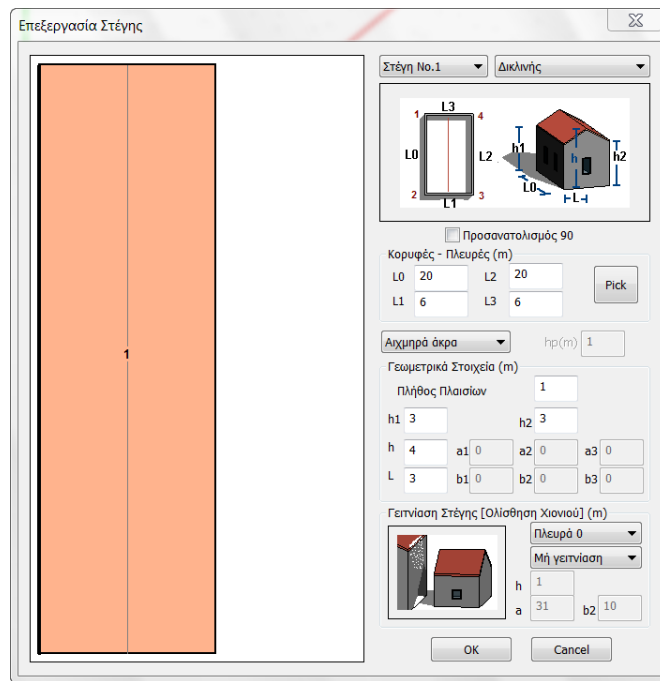 Επεξεργασία Στέγης
1
Στέγη No.1 Δικλινής
1 L3 4
L0 L2
2 L1 3
h1 h h2
L0 L
Προσανατολισμός 90
Κορυφές - Πλευρές (m)
L0 20 L2 20
L1 6 L3 6
Pick
Αιχμηρά άκρα hp(m) 1
Γεωμετρικά Στοιχεία (m)
Πλήθος Πλαισίων 1
h1 3 h2 3
h 4 a1 0 a2 0 a3 0
L 3 b1 0 b2 0 b3 0
Γειτνίαση Στέγης [Ολίσθηση Χιονιού] (m)
Πλευρά 0
Μή γειτνίαση
h 1
a 31 b2 10
OK Cancel